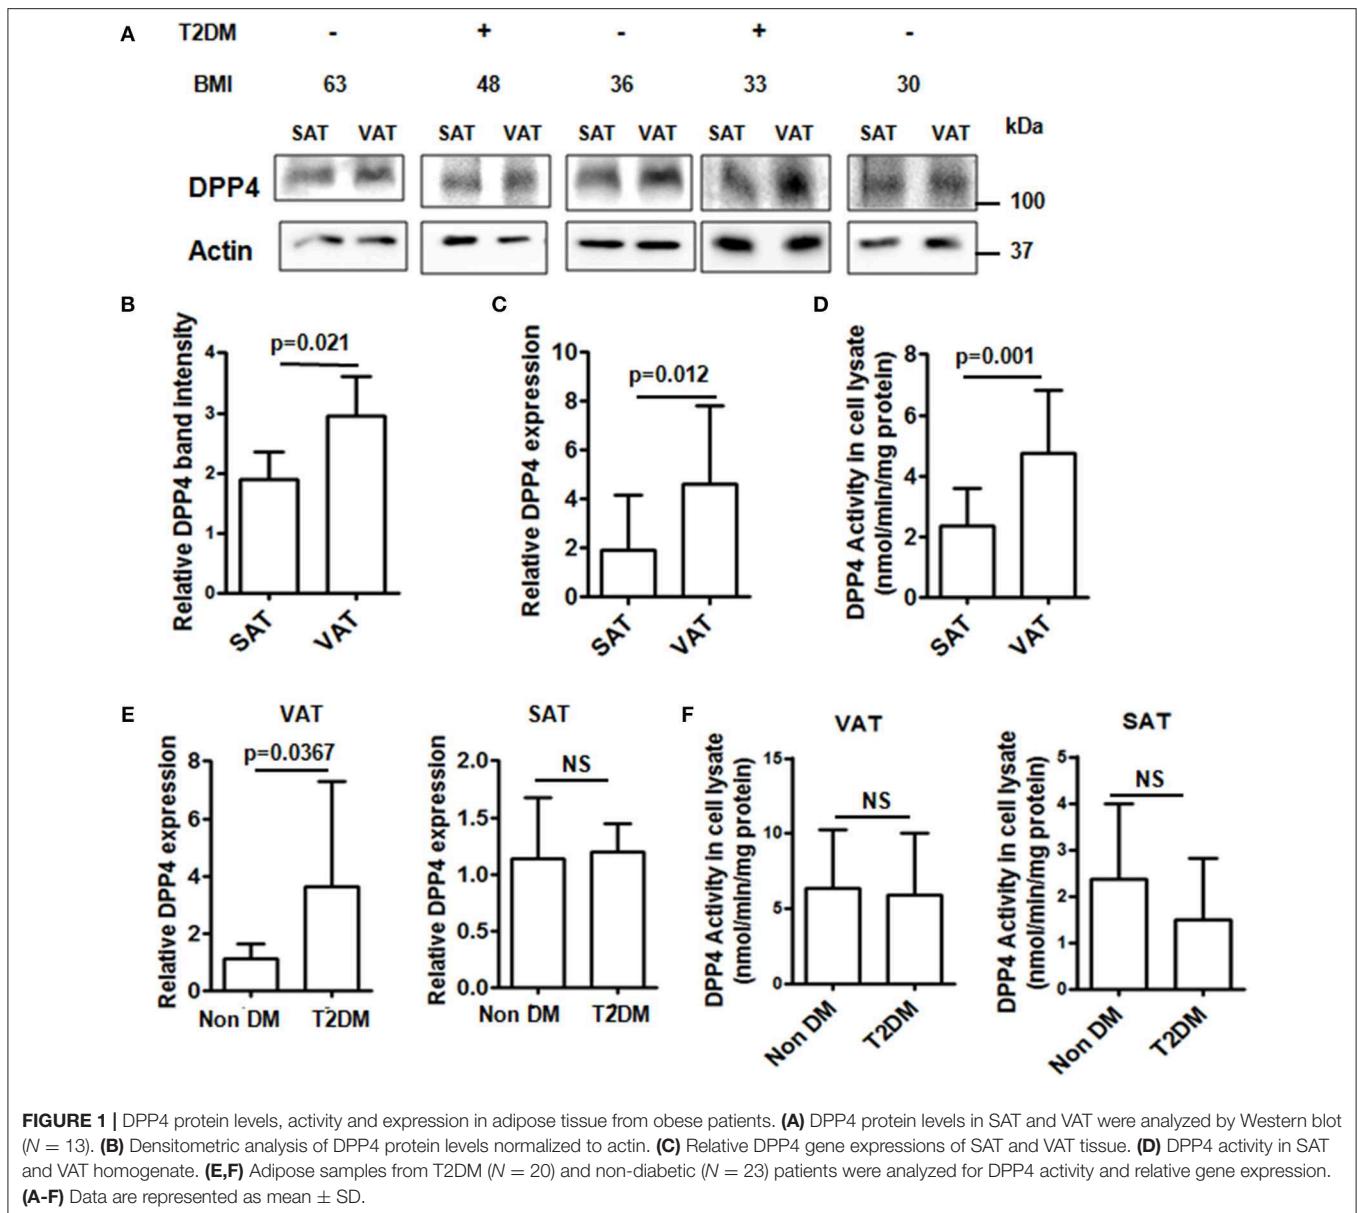 A T2DM - + - + -
BMI 63 48 36 33 30
SAT VAT SAT VAT SAT VAT SAT VAT SAT VAT kDa
DPP4 100
Actin 37
B
Relative DPP4 band intensity
4
3
2
1
0
p=0.021
SAT VAT
C
Relative DPP4 expression
10
8
6
4
2
0
p=0.012
SAT VAT
D
DPP4 Activity in cell lysate
(nmol/min/mg protein)
8
6
4
2
0
p=0.001
SAT VAT
E
VAT
Relative DPP4 expression
8
6
4
2
0
p=0.0367
Non DM T2DM
SAT
Relative DPP4 expression
2.0
1.5
1.0
0.5
0.0
NS
Non DM T2DM
F
VAT
DPP4 Activity in cell lysate
(nmol/min/mg protein)
15
10
5
0
NS
Non DM T2DM
SAT
DPP4 Activity in cell lysate
(nmol/min/mg protein)
5
4
3
2
1
0
NS
Non DM T2DM
FIGURE 1 | DPP4 protein levels, activity and expression in adipose tissue from obese patients. (A) DPP4 protein levels in SAT and VAT were analyzed by Western blot
(N = 13). (B) Densitometric analysis of DPP4 protein levels normalized to actin. (C) Relative DPP4 gene expressions of SAT and VAT tissue. (D) DPP4 activity in SAT
and VAT homogenate. (E,F) Adipose samples from T2DM (N = 20) and non-diabetic (N = 23) patients were analyzed for DPP4 activity and relative gene expression.
(A-F) Data are represented as mean ± SD.